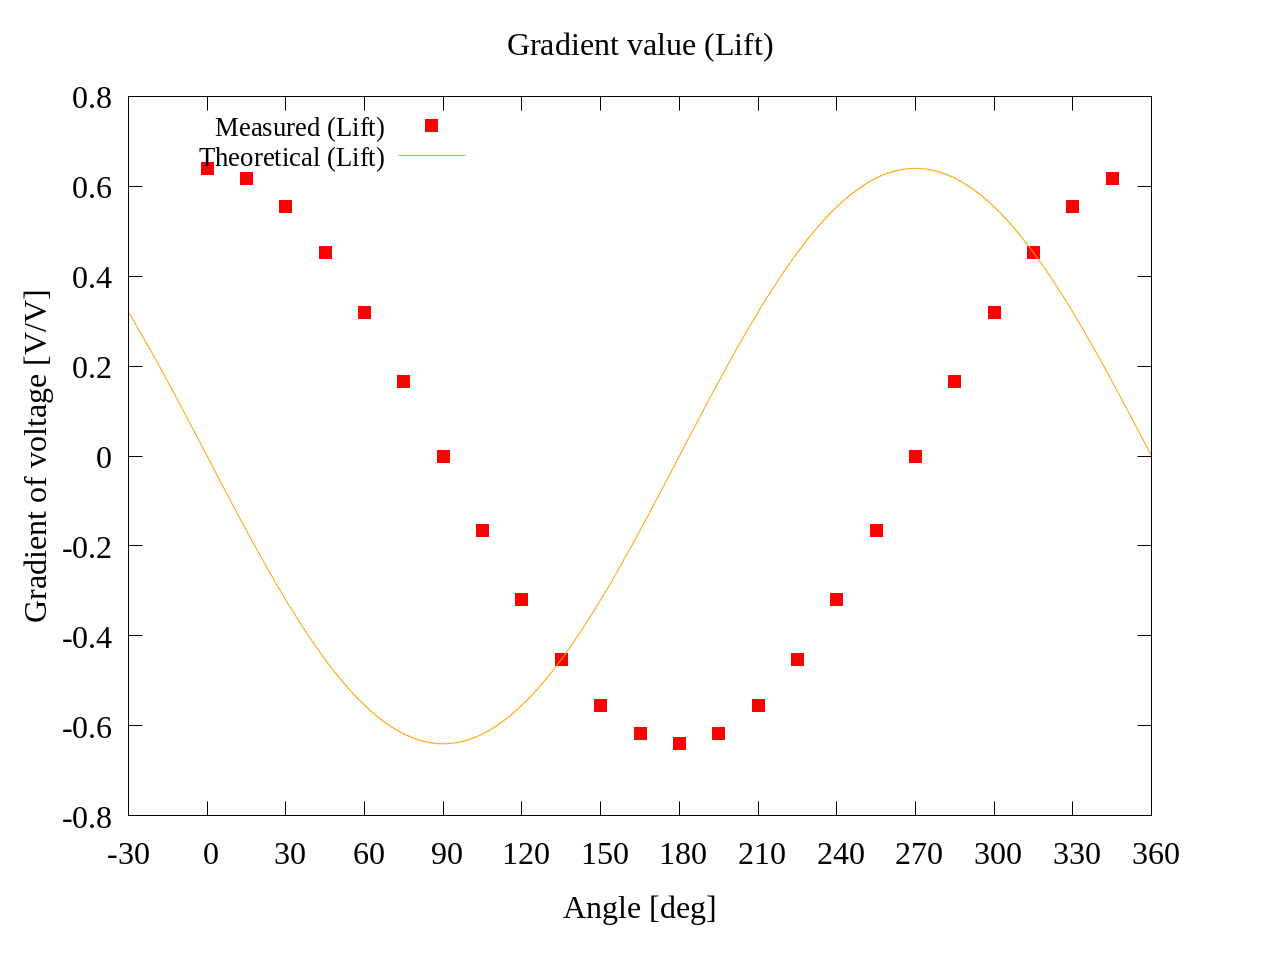 Gradient value (Lift)
0.8
Measured (Lift)
Theoretical (Lift)
0.6
0.4
0.2
0
-0.2
-0.4
-0.6
-0.8
Gradient of voltage [V/V]
-30 0 30 60 90 120 150 180 210 240 270 300 330 360
Angle [deg]